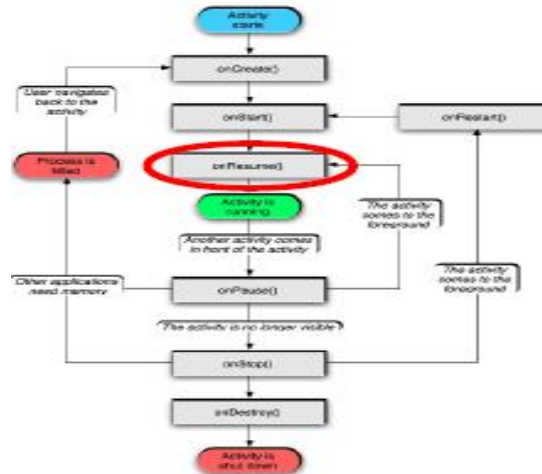 Activity
starts
onCreate()
User navigates
back to the
activity
onStart()
onRestart()
Process is
killed
onResume()
Activity is
running
The activity
comes to the
foreground
Another activity comes
in front of the activity
The activity
comes to the
foreground
Other applications
need memory
onPause()
The activity is no longer visible
onStop()
onDestroy()
Activity is
shut down